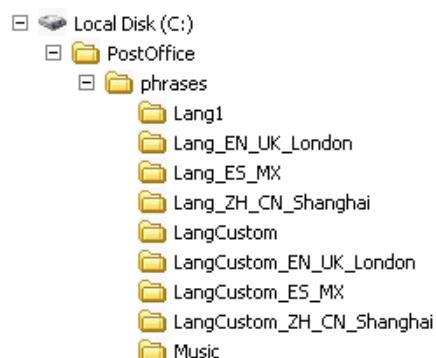 Local Disk (C:)
PostOffice
phrases
Lang1
Lang_EN_UK_London
Lang_ES_MX
Lang_ZH_CN_Shanghai
LangCustom
LangCustom_EN_UK_London
LangCustom_ES_MX
LangCustom_ZH_CN_Shanghai
Music